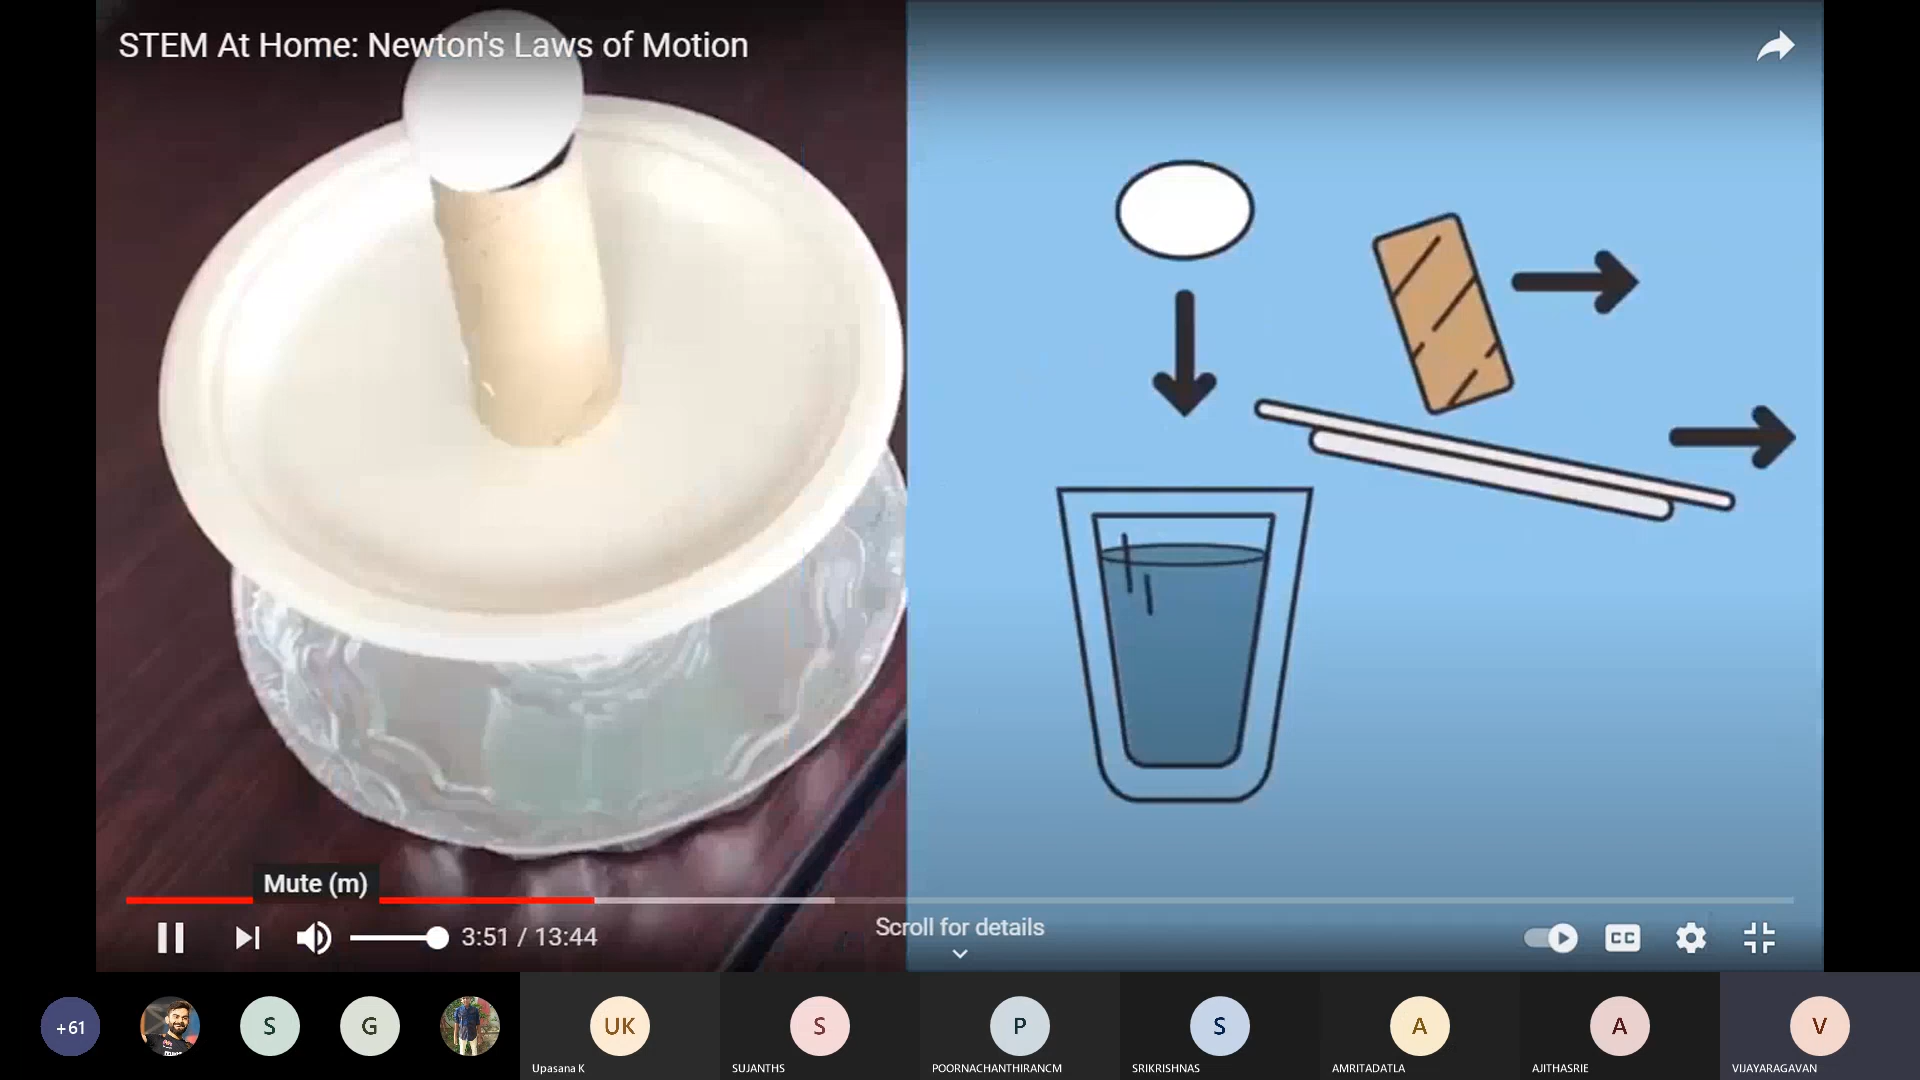 STEM At Home: Newton's Laws of Motion
Mute (m)
3:51 / 13:44
Scroll for details
CC
+61
S
G
UK
S
P
S
A
A
V
Upasana K
SUJANTHS
POORNACHANTHIRANCM
SRIKRISHNAS
AMRITADATLA
AJITHASRIE
VIJAYARAGAVAN